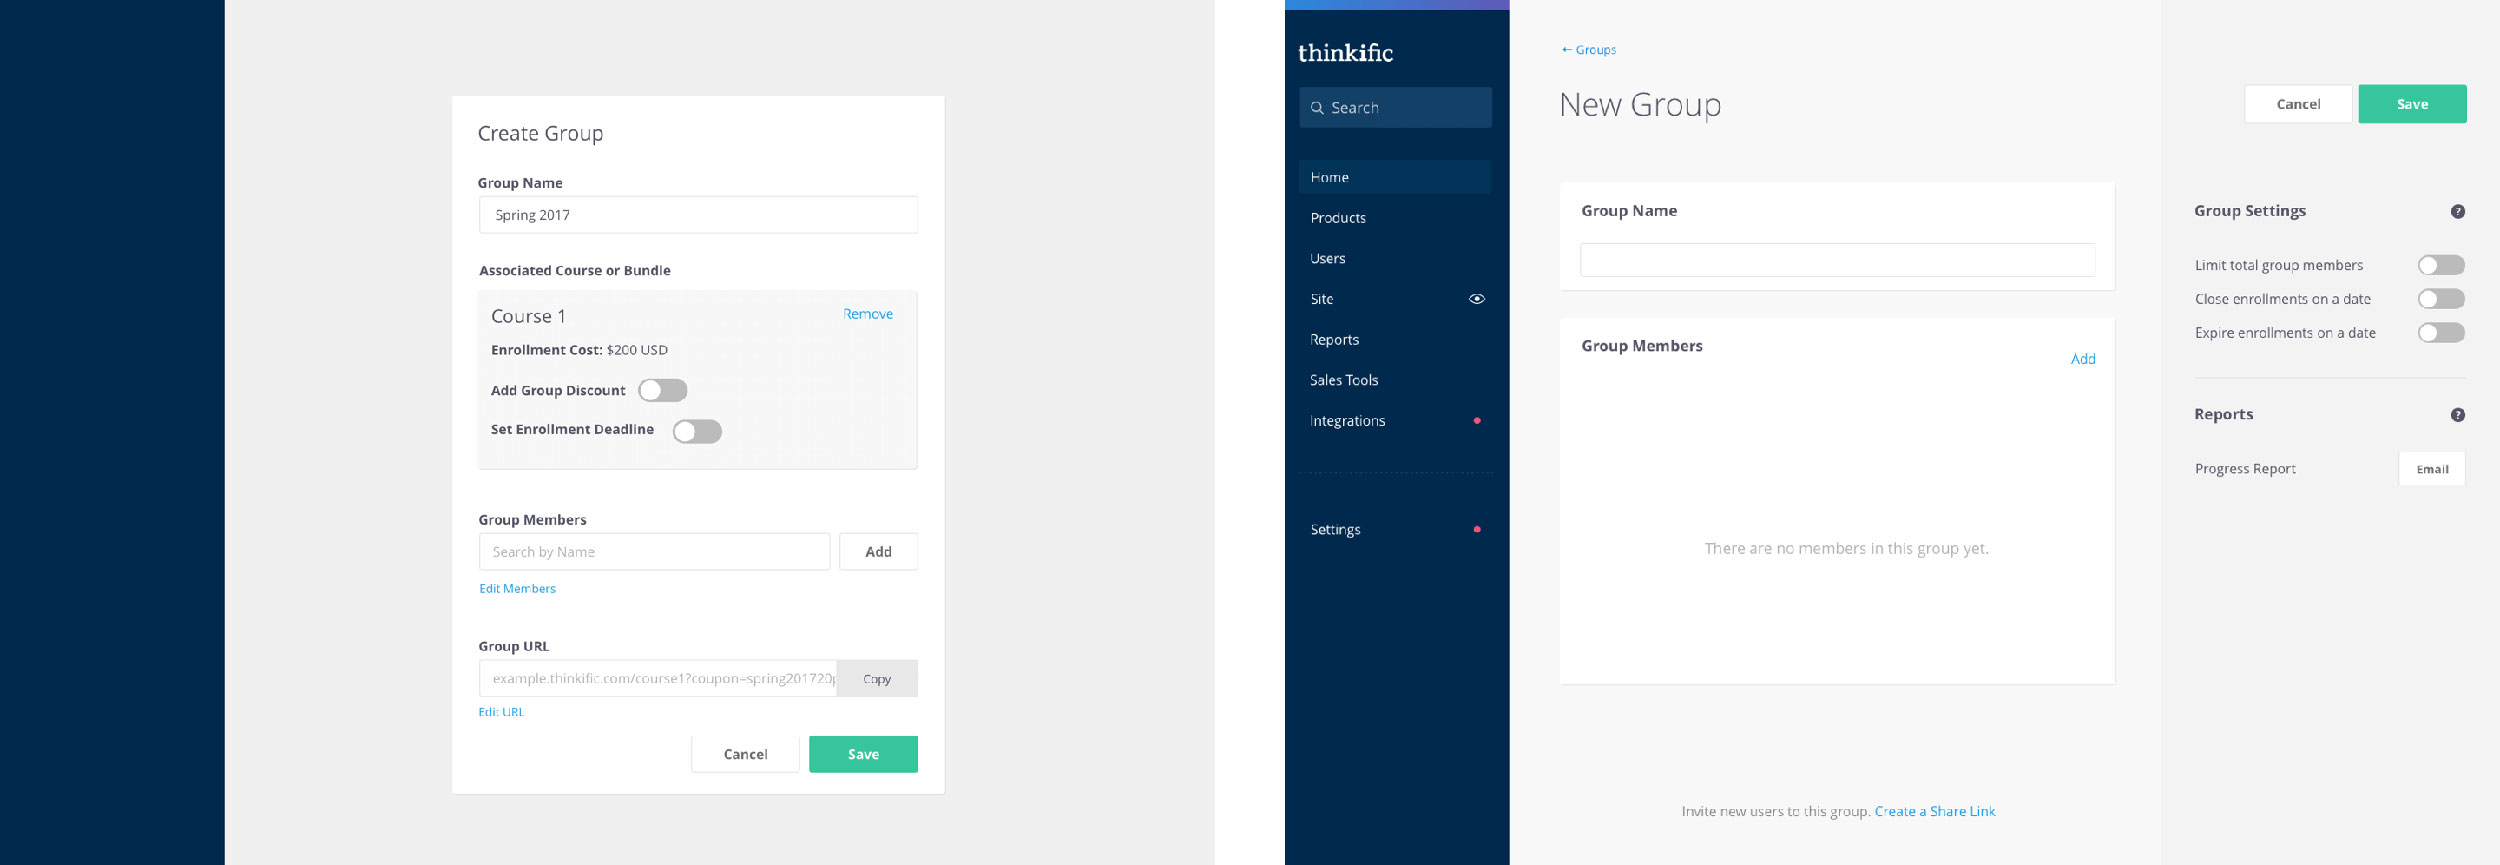 Create Group
Group Name
Spring 2017
Associated Course or Bundle
Course 1
Remove
Enrollment Cost: $200 USD
Add Group Discount
Set Enrollment Deadline
Group Members
Search by Name
Add
Edit Members
Group URL
example.thinkific.com/course1?coupon=spring201720p
Copy
Edit URL
Cancel
Save
thinkific
Search
Home
Products
Users
Site
Reports
Sales Tools
Integrations
Settings
← Groups
New Group
Cancel
Save
Group Name
Group Members
Add
There are no members in this group yet.
Invite new users to this group. Create a Share Link
Group Settings
?
Limit total group members
Close enrollments on a date
Expire enrollments on a date
Reports
?
Progress Report
Email